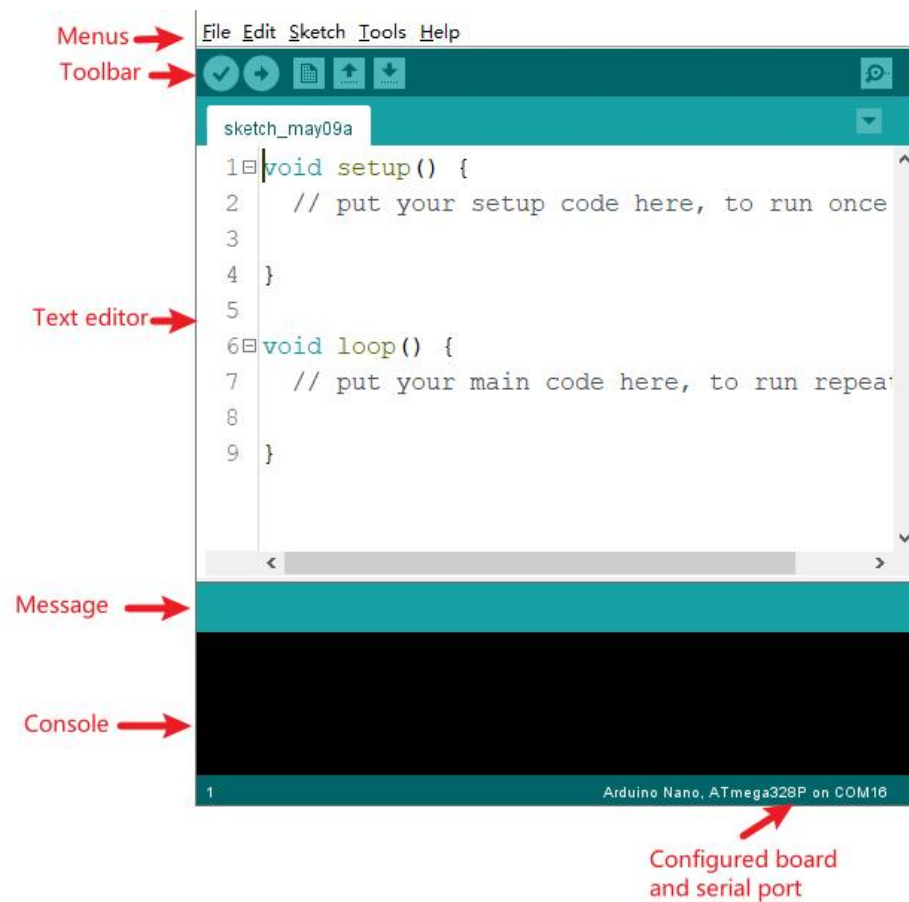 Menus
File Edit Sketch Tools Help
Toolbar
sketch_may09a
1 void setup() {
2 // put your setup code here, to run once
3
4 }
5
Text editor
6 void loop() {
7 // put your main code here, to run repea
8
9 }
Message
Console
1 Arduino Nano, ATmega328P on COM16
Configured board
and serial port